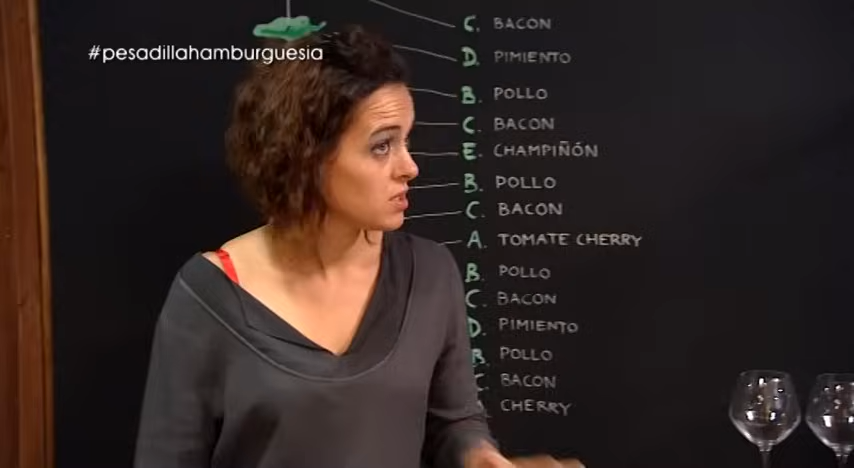 #pesadillahamburguesia
C. BACON
D. PIMIENTO
B. POLLO
C. BACON
E. CHAMPIÑÓN
B. POLLO
C. BACON
A. TOMATE CHERRY
B. POLLO
C. BACON
D. PIMIENTO
B. POLLO
C. BACON
CHERRY